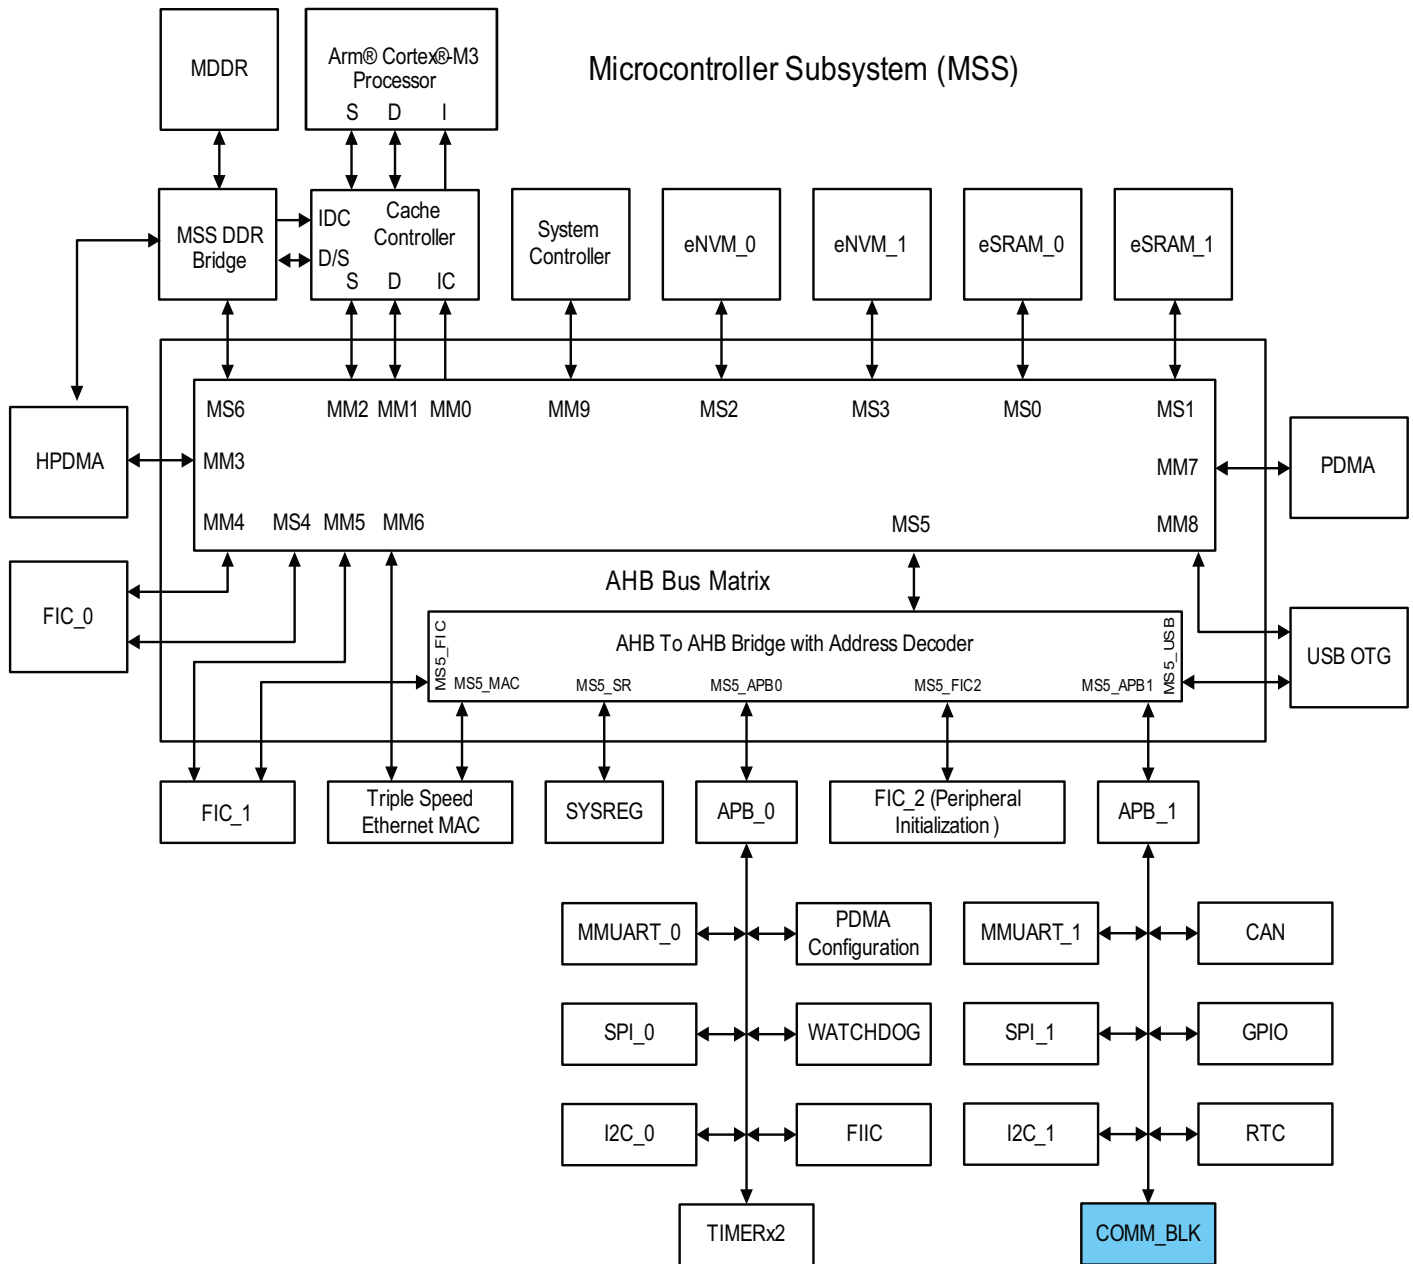 Microcontroller Subsystem (MSS)
MDDR
Arm® Cortex®-M3
Processor
S D I
MSS DDR
Bridge
IDC
D/S
Cache
Controller
S D IC
System
Controller
eNVM_0
eNVM_1
eSRAM_0
eSRAM_1
MS6 MM2 MM1 MM0 MM9 MS2 MS3 MS0 MS1
HPDMA
MM3
MM7
PDMA
MM4 MS4 MM5 MM6 MS5 MM8
FIC_0
AHB Bus Matrix
MS5_FIC
AHB To AHB Bridge with Address Decoder
MS5_USB
USB OTG
MS5_MAC MS5_SR MS5_APB0 MS5_FIC2 MS5_APB1
FIC_1
Triple Speed
Ethernet MAC
SYSREG
APB_0
FIC_2 (Peripheral
Initialization )
APB_1
MMUART_0
PDMA
Configuration
MMUART_1
CAN
SPI_0
WATCHDOG
SPI_1
GPIO
I2C_0
FIIC
I2C_1
RTC
TIMERx2
COMM_BLK